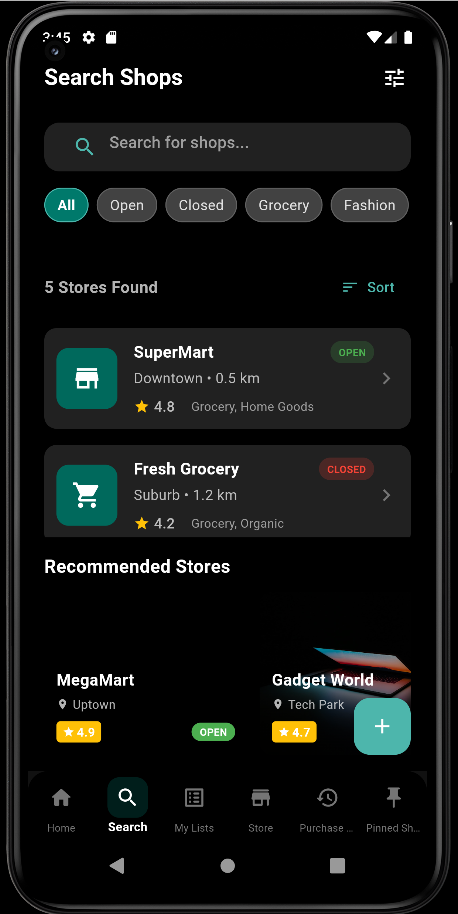 3:45
Search Shops
Search for shops...
All Open Closed Grocery Fashion
5 Stores Found Sort
SuperMart OPEN
Downtown • 0.5 km
4.8 Grocery, Home Goods
Fresh Grocery CLOSED
Suburb • 1.2 km
4.2 Grocery, Organic
Recommended Stores
MegaMart Gadget World
Uptown Tech Park
4.9 OPEN 4.7
Home Search My Lists Store Purchase ... Pinned Sh...